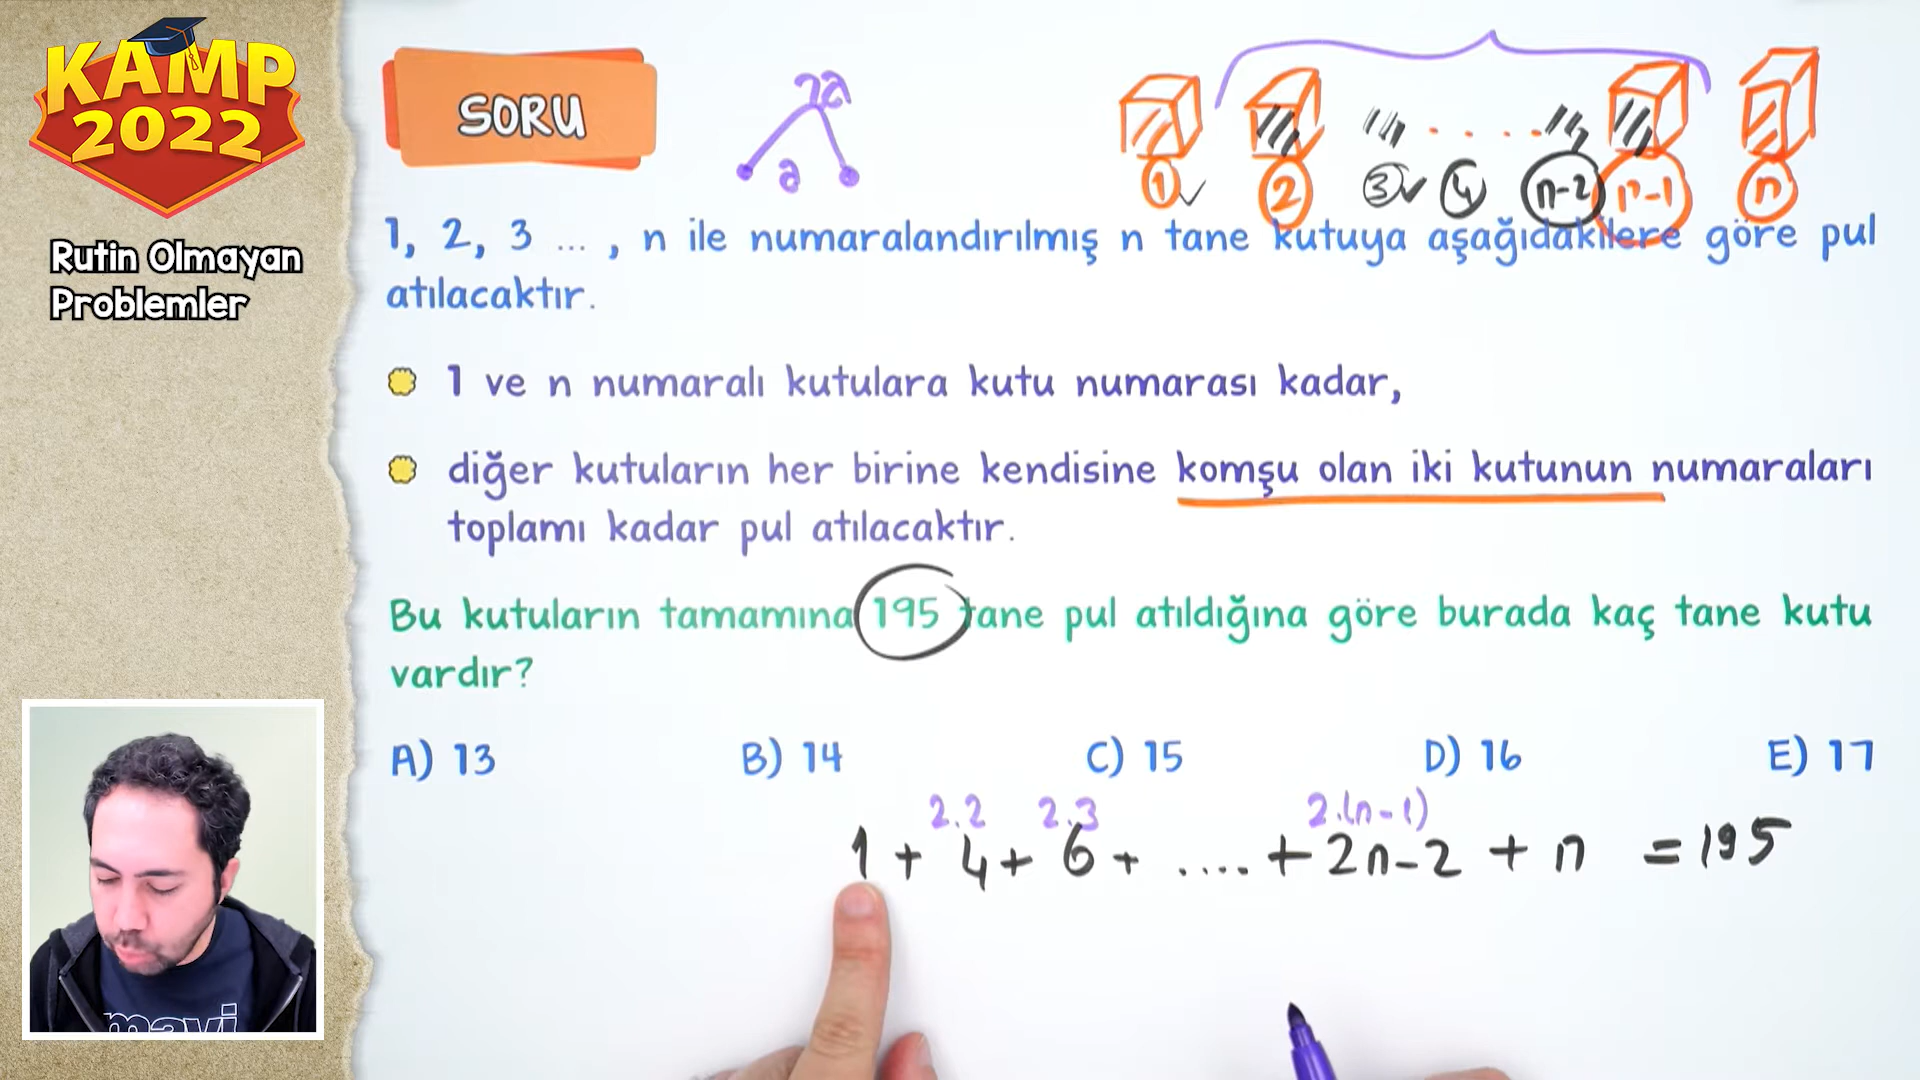 KAMP
2022
Rutin Olmayan
Problemler
SORU
2a
a
1 2 3 4 n-2 n-1 n
1, 2, 3 ... , n ile numaralandırılmış n tane kutuya aşağıdakilere göre pul
atılacaktır.
1 ve n numaralı kutulara kutu numarası kadar,
diğer kutuların her birine kendisine komşu olan iki kutunun numaraları
toplamı kadar pul atılacaktır.
Bu kutuların tamamına 195 tane pul atıldığına göre burada kaç tane kutu
vardır?
A) 13 B) 14 C) 15 D) 16 E) 17
2.2 2.3 2.(n-1)
1 + 4 + 6 + .... + 2n-2 + n = 195
mavi